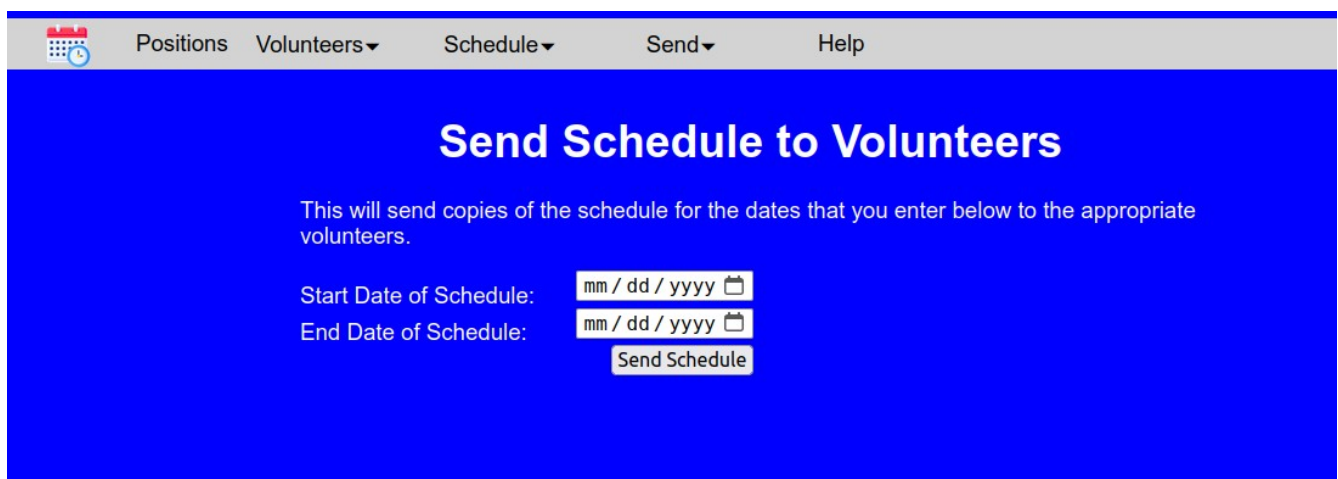 Positions Volunteers Schedule Send Help
Send Schedule to Volunteers
This will send copies of the schedule for the dates that you enter below to the appropriate
volunteers.
Start Date of Schedule: mm / dd / yyyy
End Date of Schedule: mm / dd / yyyy
Send Schedule